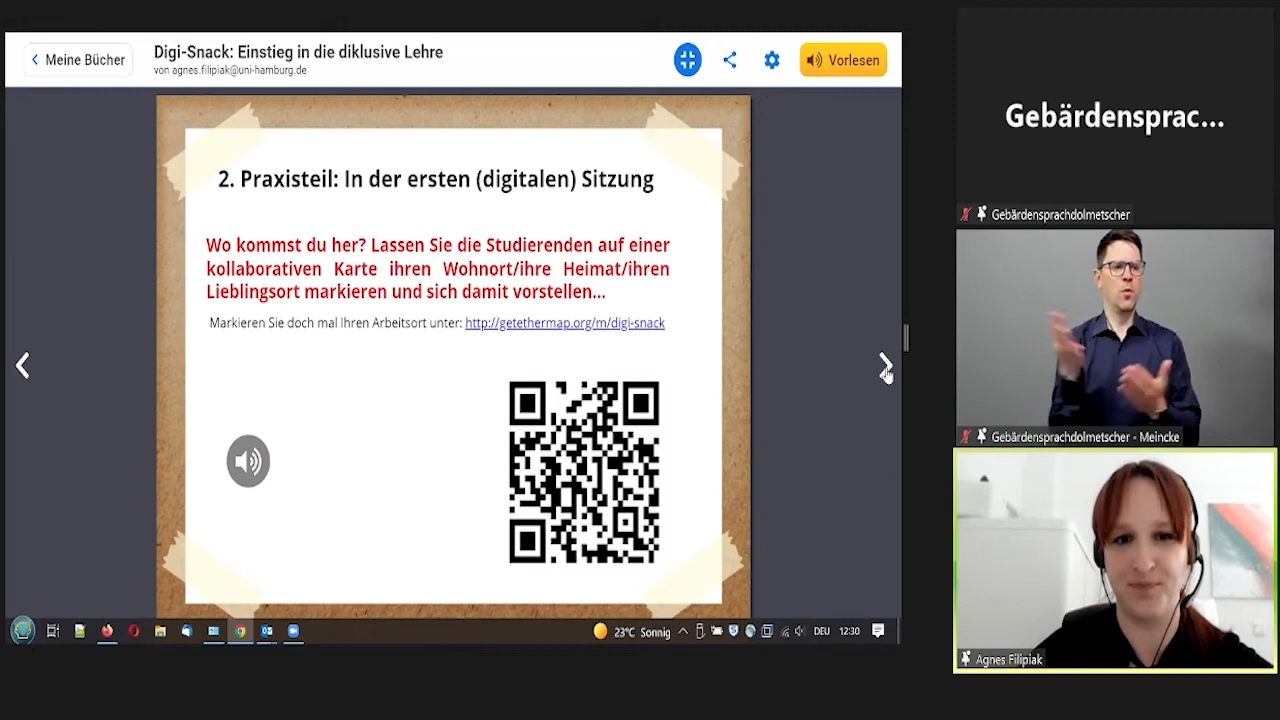 Meine Bücher
Digi-Snack: Einstieg in die diklusive Lehre
von agnes.filipiak@uni-hamburg.de
Vorlesen
2. Praxisteil: In der ersten (digitalen) Sitzung
Wo kommst du her? Lassen Sie die Studierenden auf einer
kollaborativen Karte ihren Wohnort/ihre Heimat/ihren
Lieblingsort markieren und sich damit vorstellen...
Markieren Sie doch mal Ihren Arbeitsort unter: http://getethermap.org/m/digi-snack
23°C Sonnig
DEU
12:30
Gebärdensprac...
Gebärdensprachdolmetscher
Gebärdensprachdolmetscher - Meincke
Agnes Filipiak